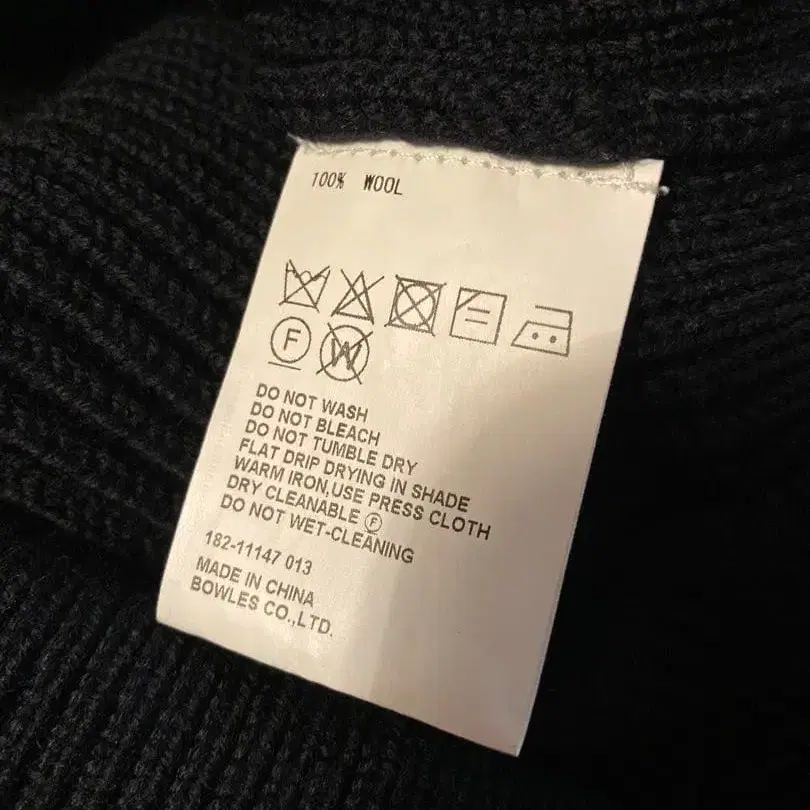 100% WOOL
F W
DO NOT WASH
DO NOT BLEACH
DO NOT TUMBLE DRY
FLAT DRIP DRYING IN SHADE
WARM IRON,USE PRESS CLOTH
DRY CLEANABLE Ⓕ
DO NOT WET-CLEANING
182-11147 013
MADE IN CHINA
BOWLES CO.,LTD.